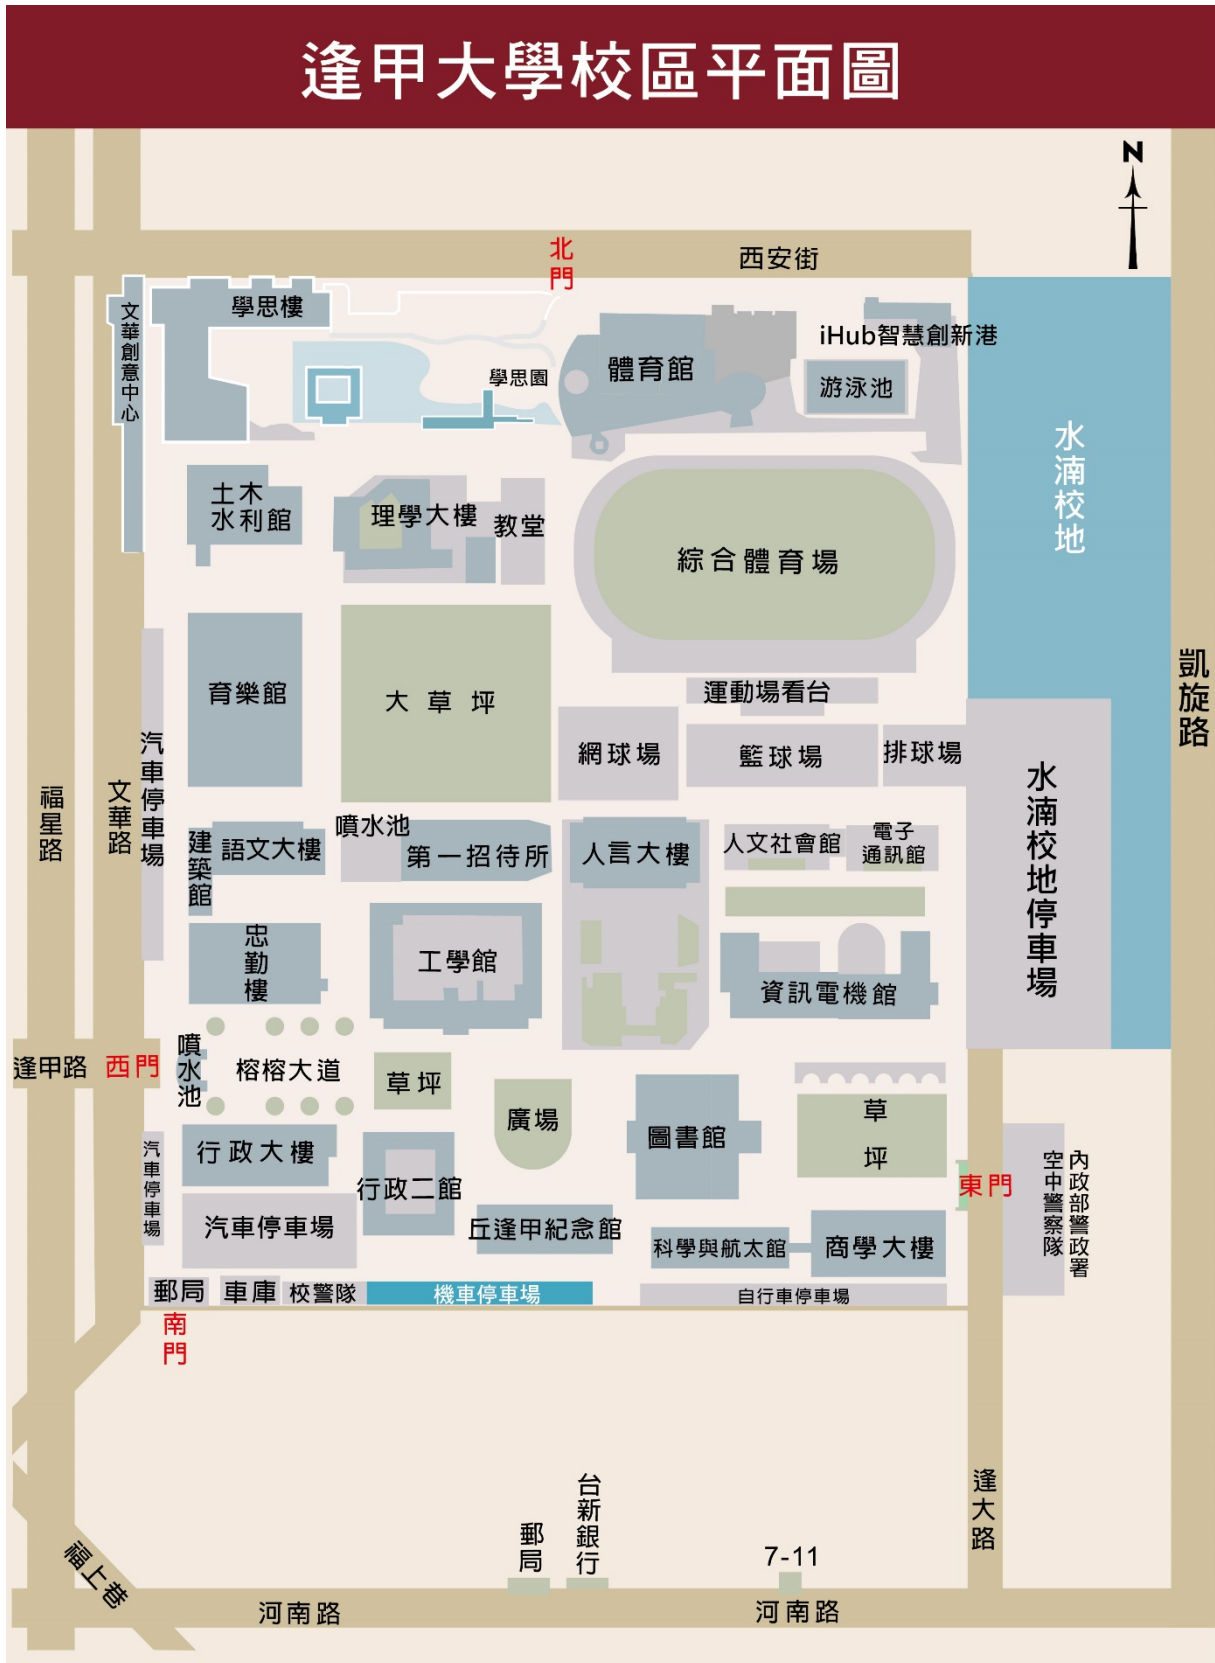 逢甲大學校區平面圖
N
北門
西安街
文華創意中心
學思樓
學思園
體育館
iHub智慧創新港
游泳池
水湳校地
土木
水利館
理學大樓
教堂
綜合體育場
育樂館
大草坪
運動場看台
網球場
籃球場
排球場
凱旋路
汽車停車場
福星路
文華路
水湳校地停車場
建築館
語文大樓
噴水池
第一招待所
人言大樓
人文社會館
電子
通訊館
忠勤樓
工學館
資訊電機館
逢甲路
西門
噴水池
榕榕大道
草坪
廣場
圖書館
草坪
汽車停車場
行政大樓
行政二館
東門
內政部警政署
空中警察隊
汽車停車場
丘逢甲紀念館
科學與航太館
商學大樓
郵局
車庫
校警隊
機車停車場
自行車停車場
南門
逢大路
郵局
台新銀行
7-11
福上巷
河南路
河南路